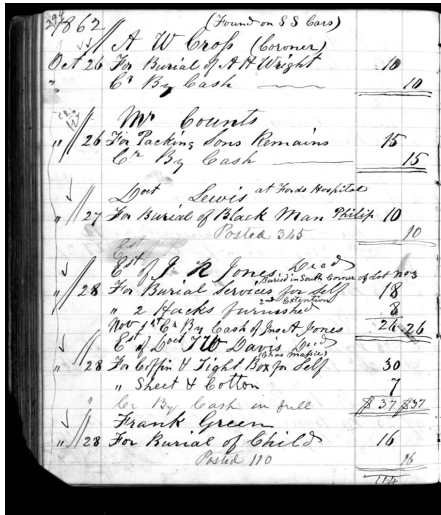 294
1862 (Found on S S Cars)
A W Cross (Coroner)
Oct 26 For Burial of A H Wright 10
" Cr By Cash 10
Mr Counts
" 26 For Packing Sons Remains 15
Cr By Cash 15
Doct Lewis at Fords Hospital
" 27 For Burial of Black Man Philip 10
Posted 345 10
Est
Est of J R Jones, Decd
Buried in South Corner of Lot No 3
" 28 For Burial Services for Self 18
2nd Extention
" 2 Hacks furnished 8
Nov 1st Cr By Cash of Jno A Jones 26 26
Est of Doct T W Davis Decd
" 28 For Coffin & Tight Box for Self 30
" Sheet & Cotton 7
" Cr By Cash in full $37 $37
Frank Green
" 28 For Burial of Child 16
Posted 110 16
114